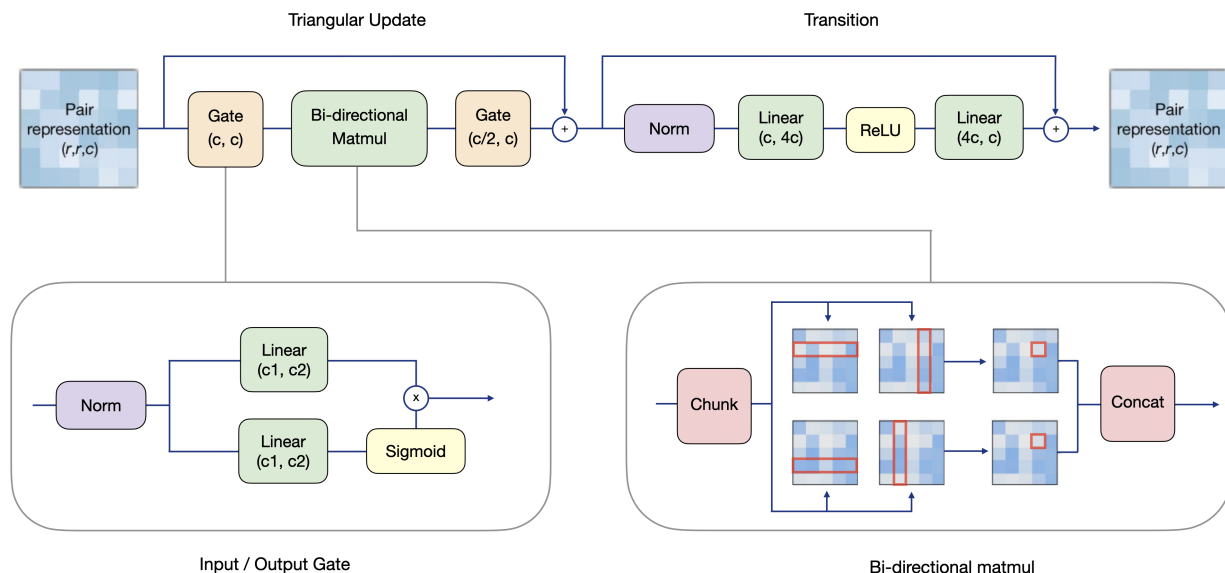 Triangular Update
Transition
Pair
representation
(r,r,c)
Gate
(c, c)
Bi-directional
Matmul
Gate
(c/2, c)
+
Norm
Linear
(c, 4c)
ReLU
Linear
(4c, c)
+
Pair
representation
(r,r,c)
Norm
Linear
(c1, c2)
Linear
(c1, c2)
x
Sigmoid
Input / Output Gate
Chunk
Concat
Bi-directional matmul